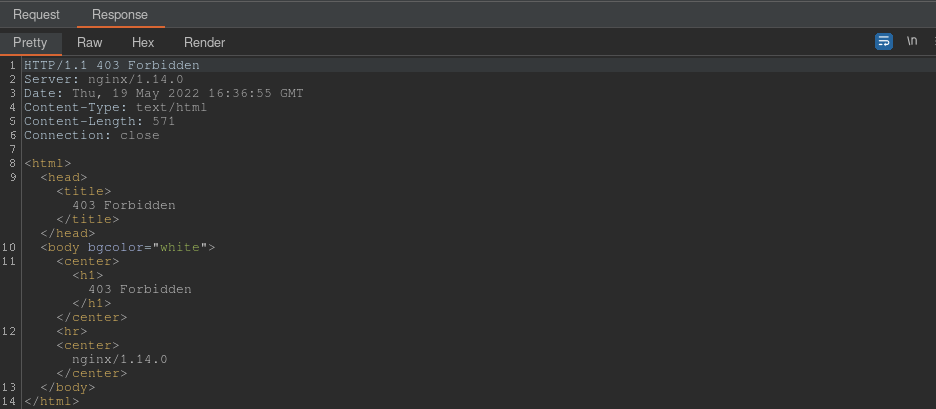 Request Response
Pretty Raw Hex Render \n
1 HTTP/1.1 403 Forbidden
2 Server: nginx/1.14.0
3 Date: Thu, 19 May 2022 16:36:55 GMT
4 Content-Type: text/html
5 Content-Length: 571
6 Connection: close
7
8 <html>
9 <head>
<title>
403 Forbidden
</title>
</head>
10 <body bgcolor="white">
11 <center>
<h1>
403 Forbidden
</h1>
</center>
12 <hr>
<center>
nginx/1.14.0
</center>
13 </body>
14 </html>